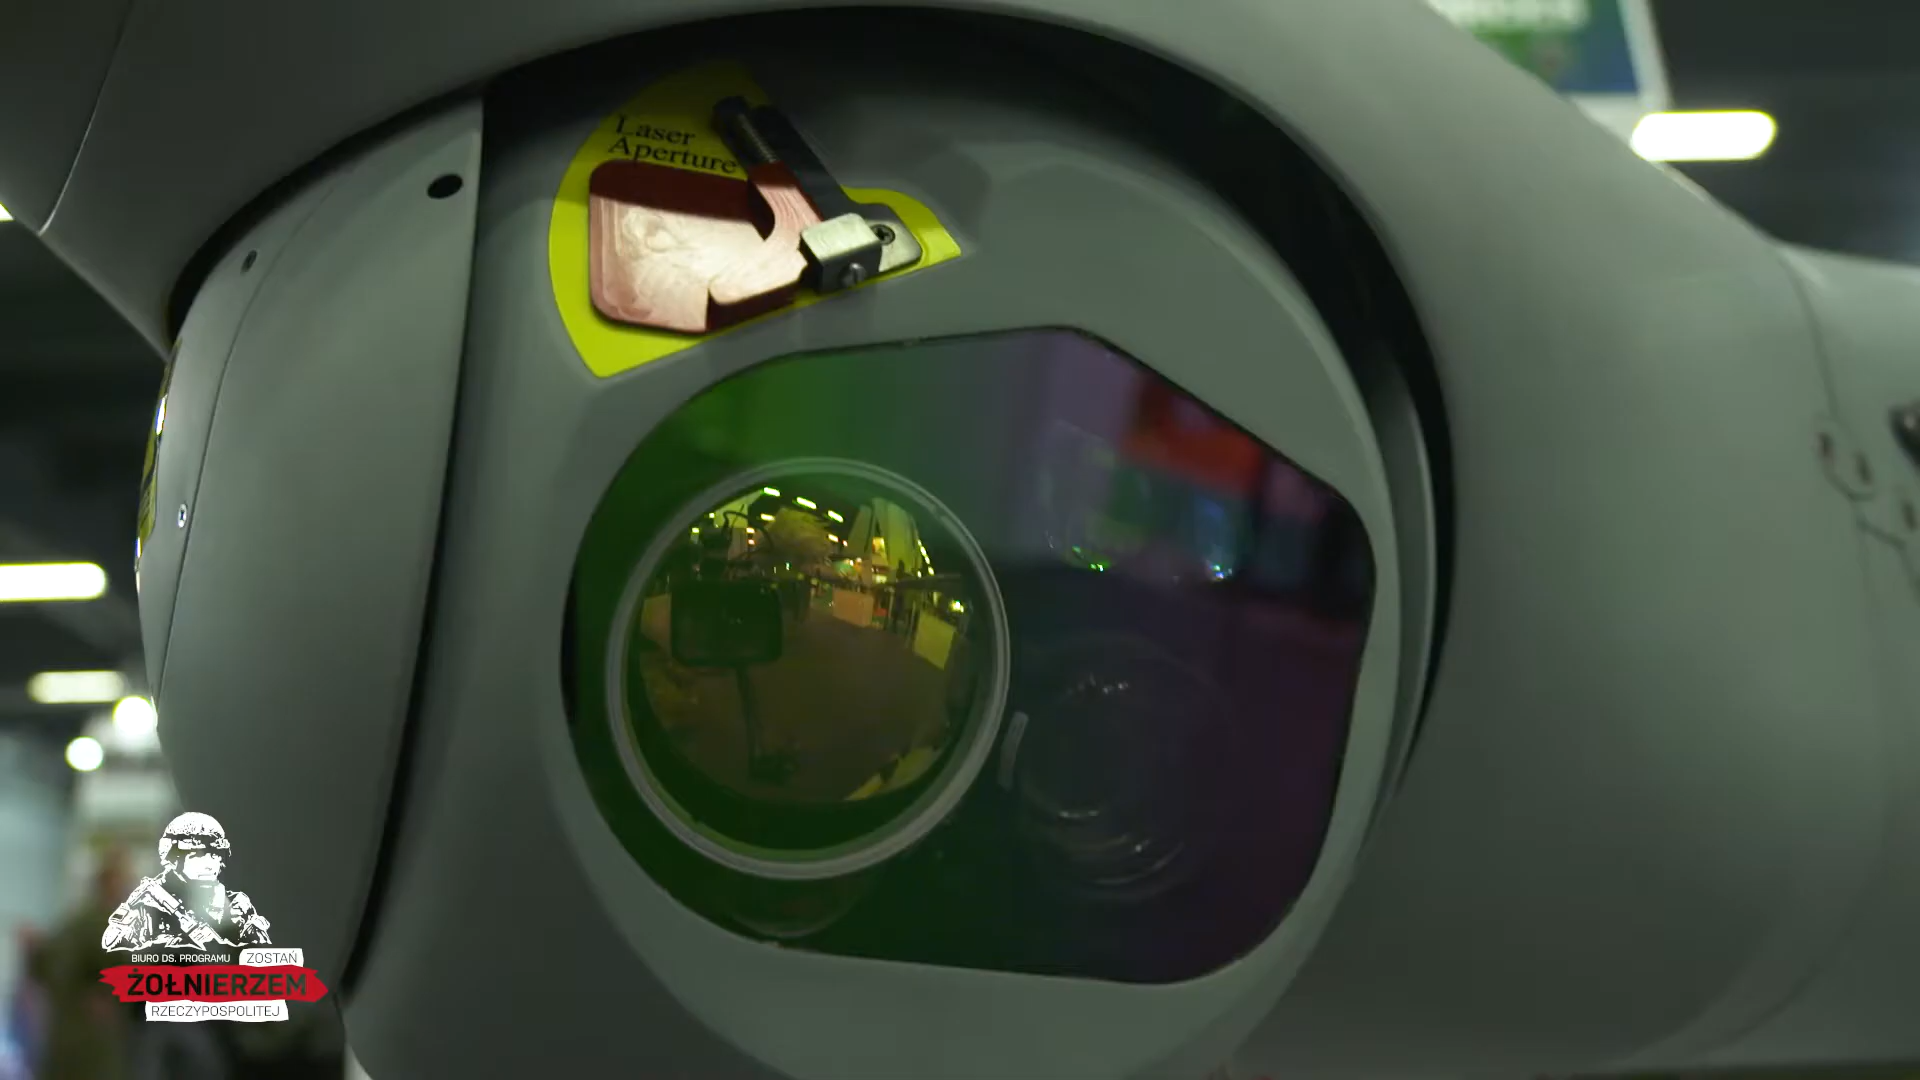 Laser
Aperture
BIURO DS. PROGRAMU ZOSTAŃ
ŻOŁNIERZEM
RZECZYPOSPOLITEJ